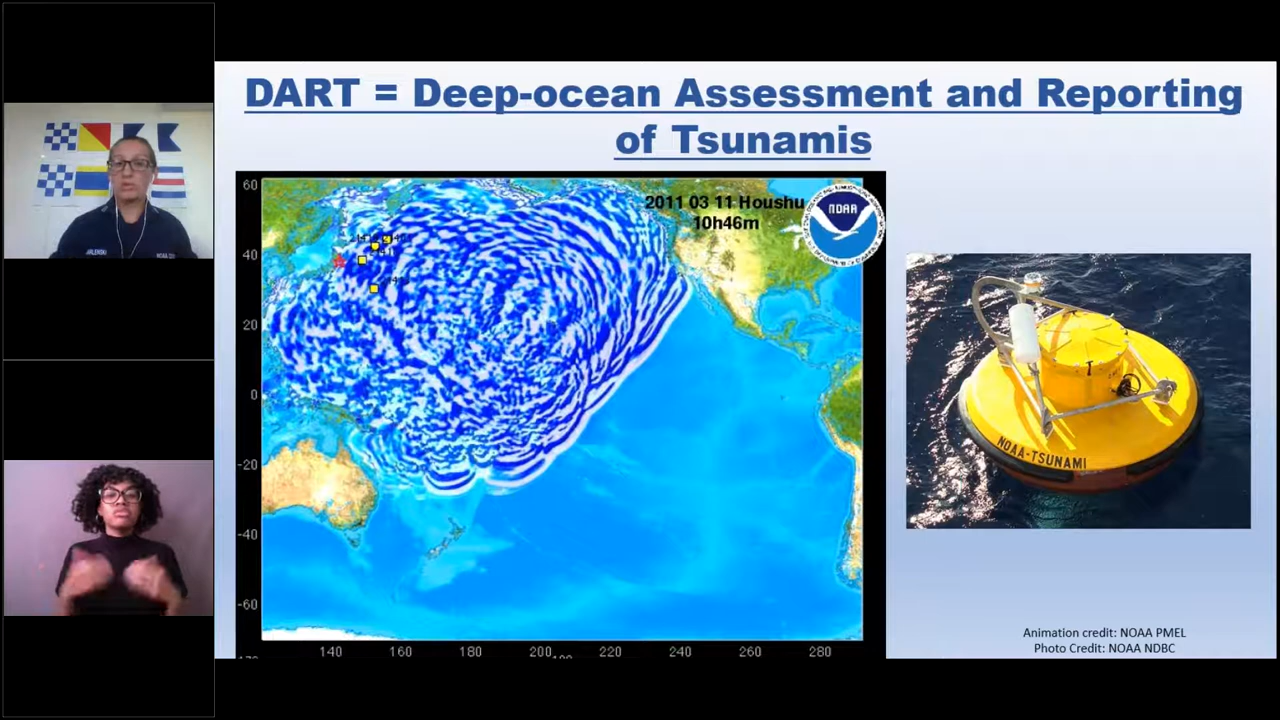 DART = Deep-ocean Assessment and Reporting
of Tsunamis
2011 03 11 Houshu
10h46m
NOAA
60
40
20
0
-20
-40
-60
140 160 180 200 220 240 260 280
NOAA-TSUNAMI
Animation credit: NOAA PMEL
Photo Credit: NOAA NDBC